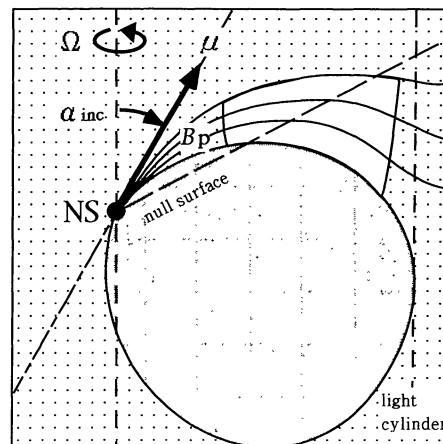 Ω
μ
α inc.
Bp
NS
null surface
light
cylinder